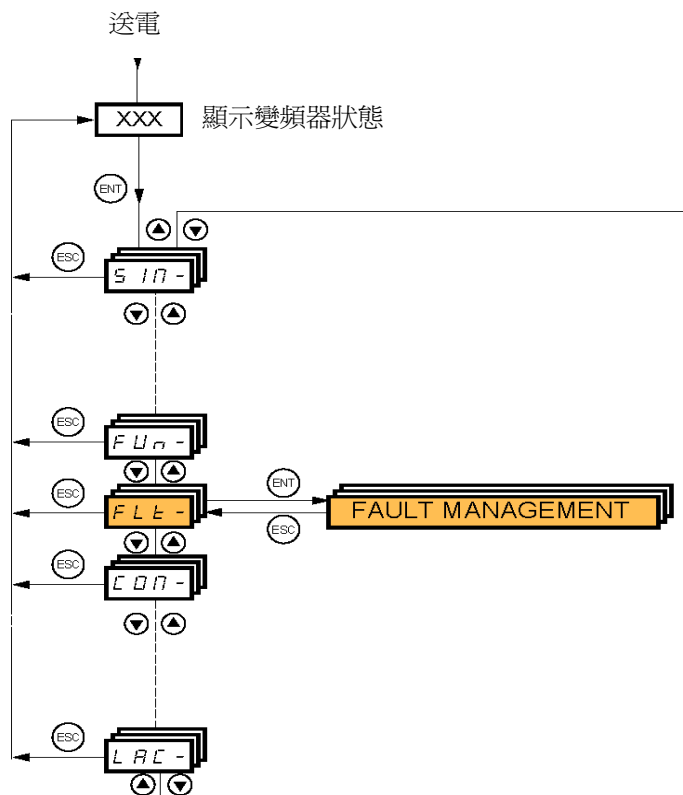 送電
XXX
顯示變頻器狀態
ENT
ESC
SIM-
ESC
FUn-
ESC
FLt-
ENT
ESC
FAULT MANAGEMENT
ESC
COM-
ESC
LAC-